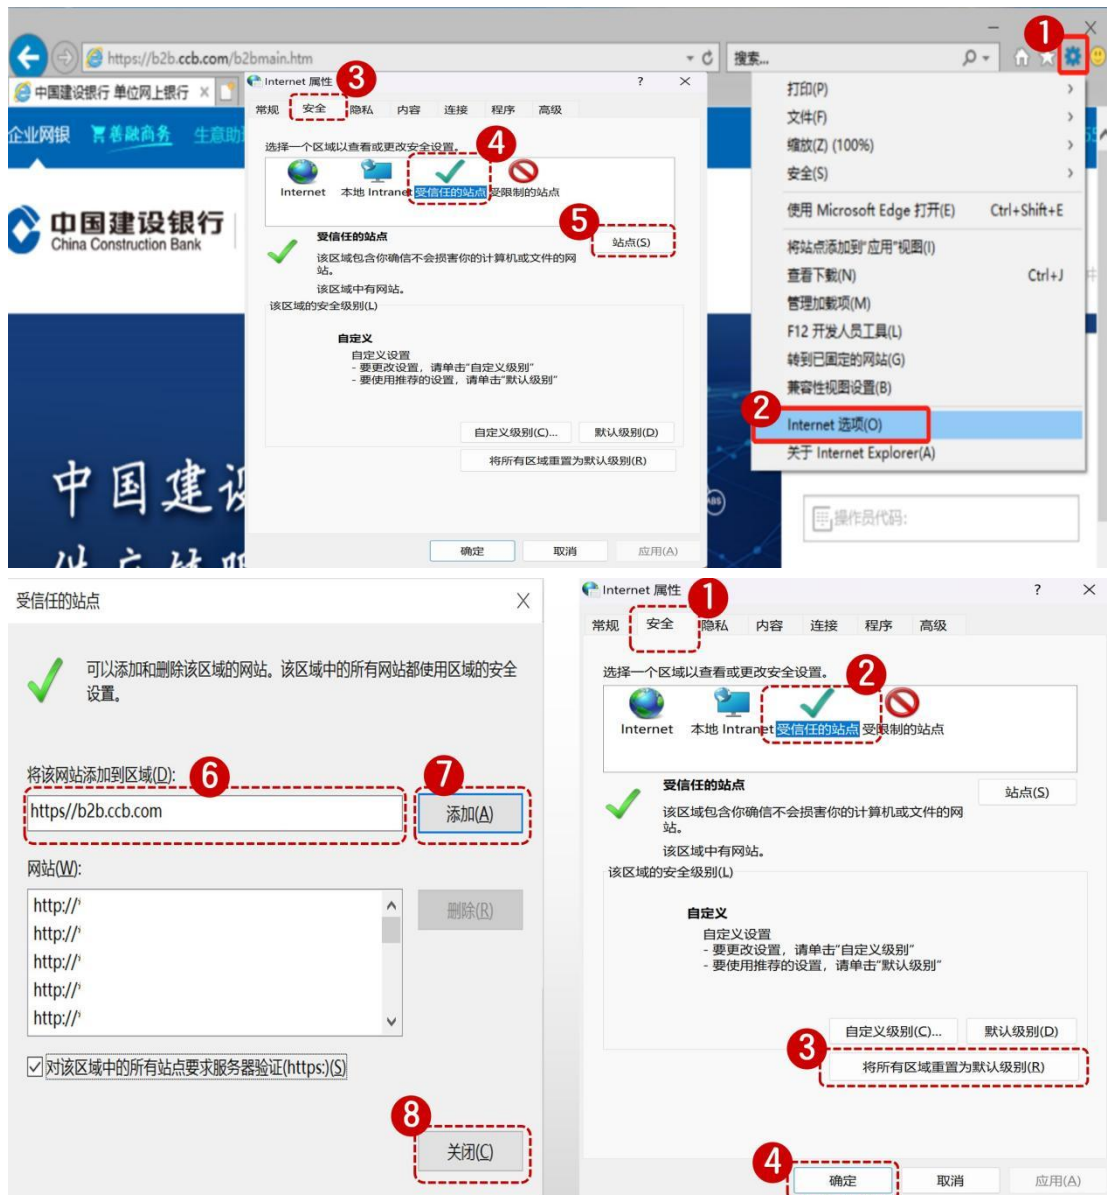 1
https://b2b.ccb.com/b2bmain.htm
搜索...
中国建设银行 单位网上银行
企业网银 善融商务 生意助
中国建设银行
China Construction Bank
中国建设
操作员代码:
打印(P)
文件(F)
缩放(Z) (100%)
安全(S)
使用 Microsoft Edge 打开(E) Ctrl+Shift+E
将站点添加到“应用”视图(I)
查看下载(N) Ctrl+J
管理加载项(M)
F12 开发人员工具(L)
转到已固定的网站(G)
兼容性视图设置(B)
2
Internet 选项(O)
关于 Internet Explorer(A)
Internet 属性 3 ?
常规 安全 隐私 内容 连接 程序 高级
选择一个区域以查看或更改安全设置。 4
Internet 本地 Intranet 受信任的站点 受限制的站点
5
受信任的站点 站点(S)
该区域包含你确信不会损害你的计算机或文件的网
站。
该区域中有网站。
该区域的安全级别(L)
自定义
自定义设置
- 要更改设置，请单击“自定义级别”
- 要使用推荐的设置，请单击“默认级别”
自定义级别(C)... 默认级别(D)
将所有区域重置为默认级别(R)
确定 取消 应用(A)
受信任的站点
可以添加和删除该区域的网站。该区域中的所有网站都使用区域的安全
设置。
将该网站添加到区域(D): 6 7
https//b2b.ccb.com 添加(A)
网站(W):
http:// 删除(R)
http://
http://
http://
http://
对该区域中的所有站点要求服务器验证(https:)(S)
8
关闭(C)
Internet 属性 1 ?
常规 安全 隐私 内容 连接 程序 高级
选择一个区域以查看或更改安全设置。 2
Internet 本地 Intranet 受信任的站点 受限制的站点
受信任的站点 站点(S)
该区域包含你确信不会损害你的计算机或文件的网
站。
该区域中有网站。
该区域的安全级别(L)
自定义
自定义设置
- 要更改设置，请单击“自定义级别”
- 要使用推荐的设置，请单击“默认级别”
自定义级别(C)... 默认级别(D)
3
将所有区域重置为默认级别(R)
4
确定 取消 应用(A)